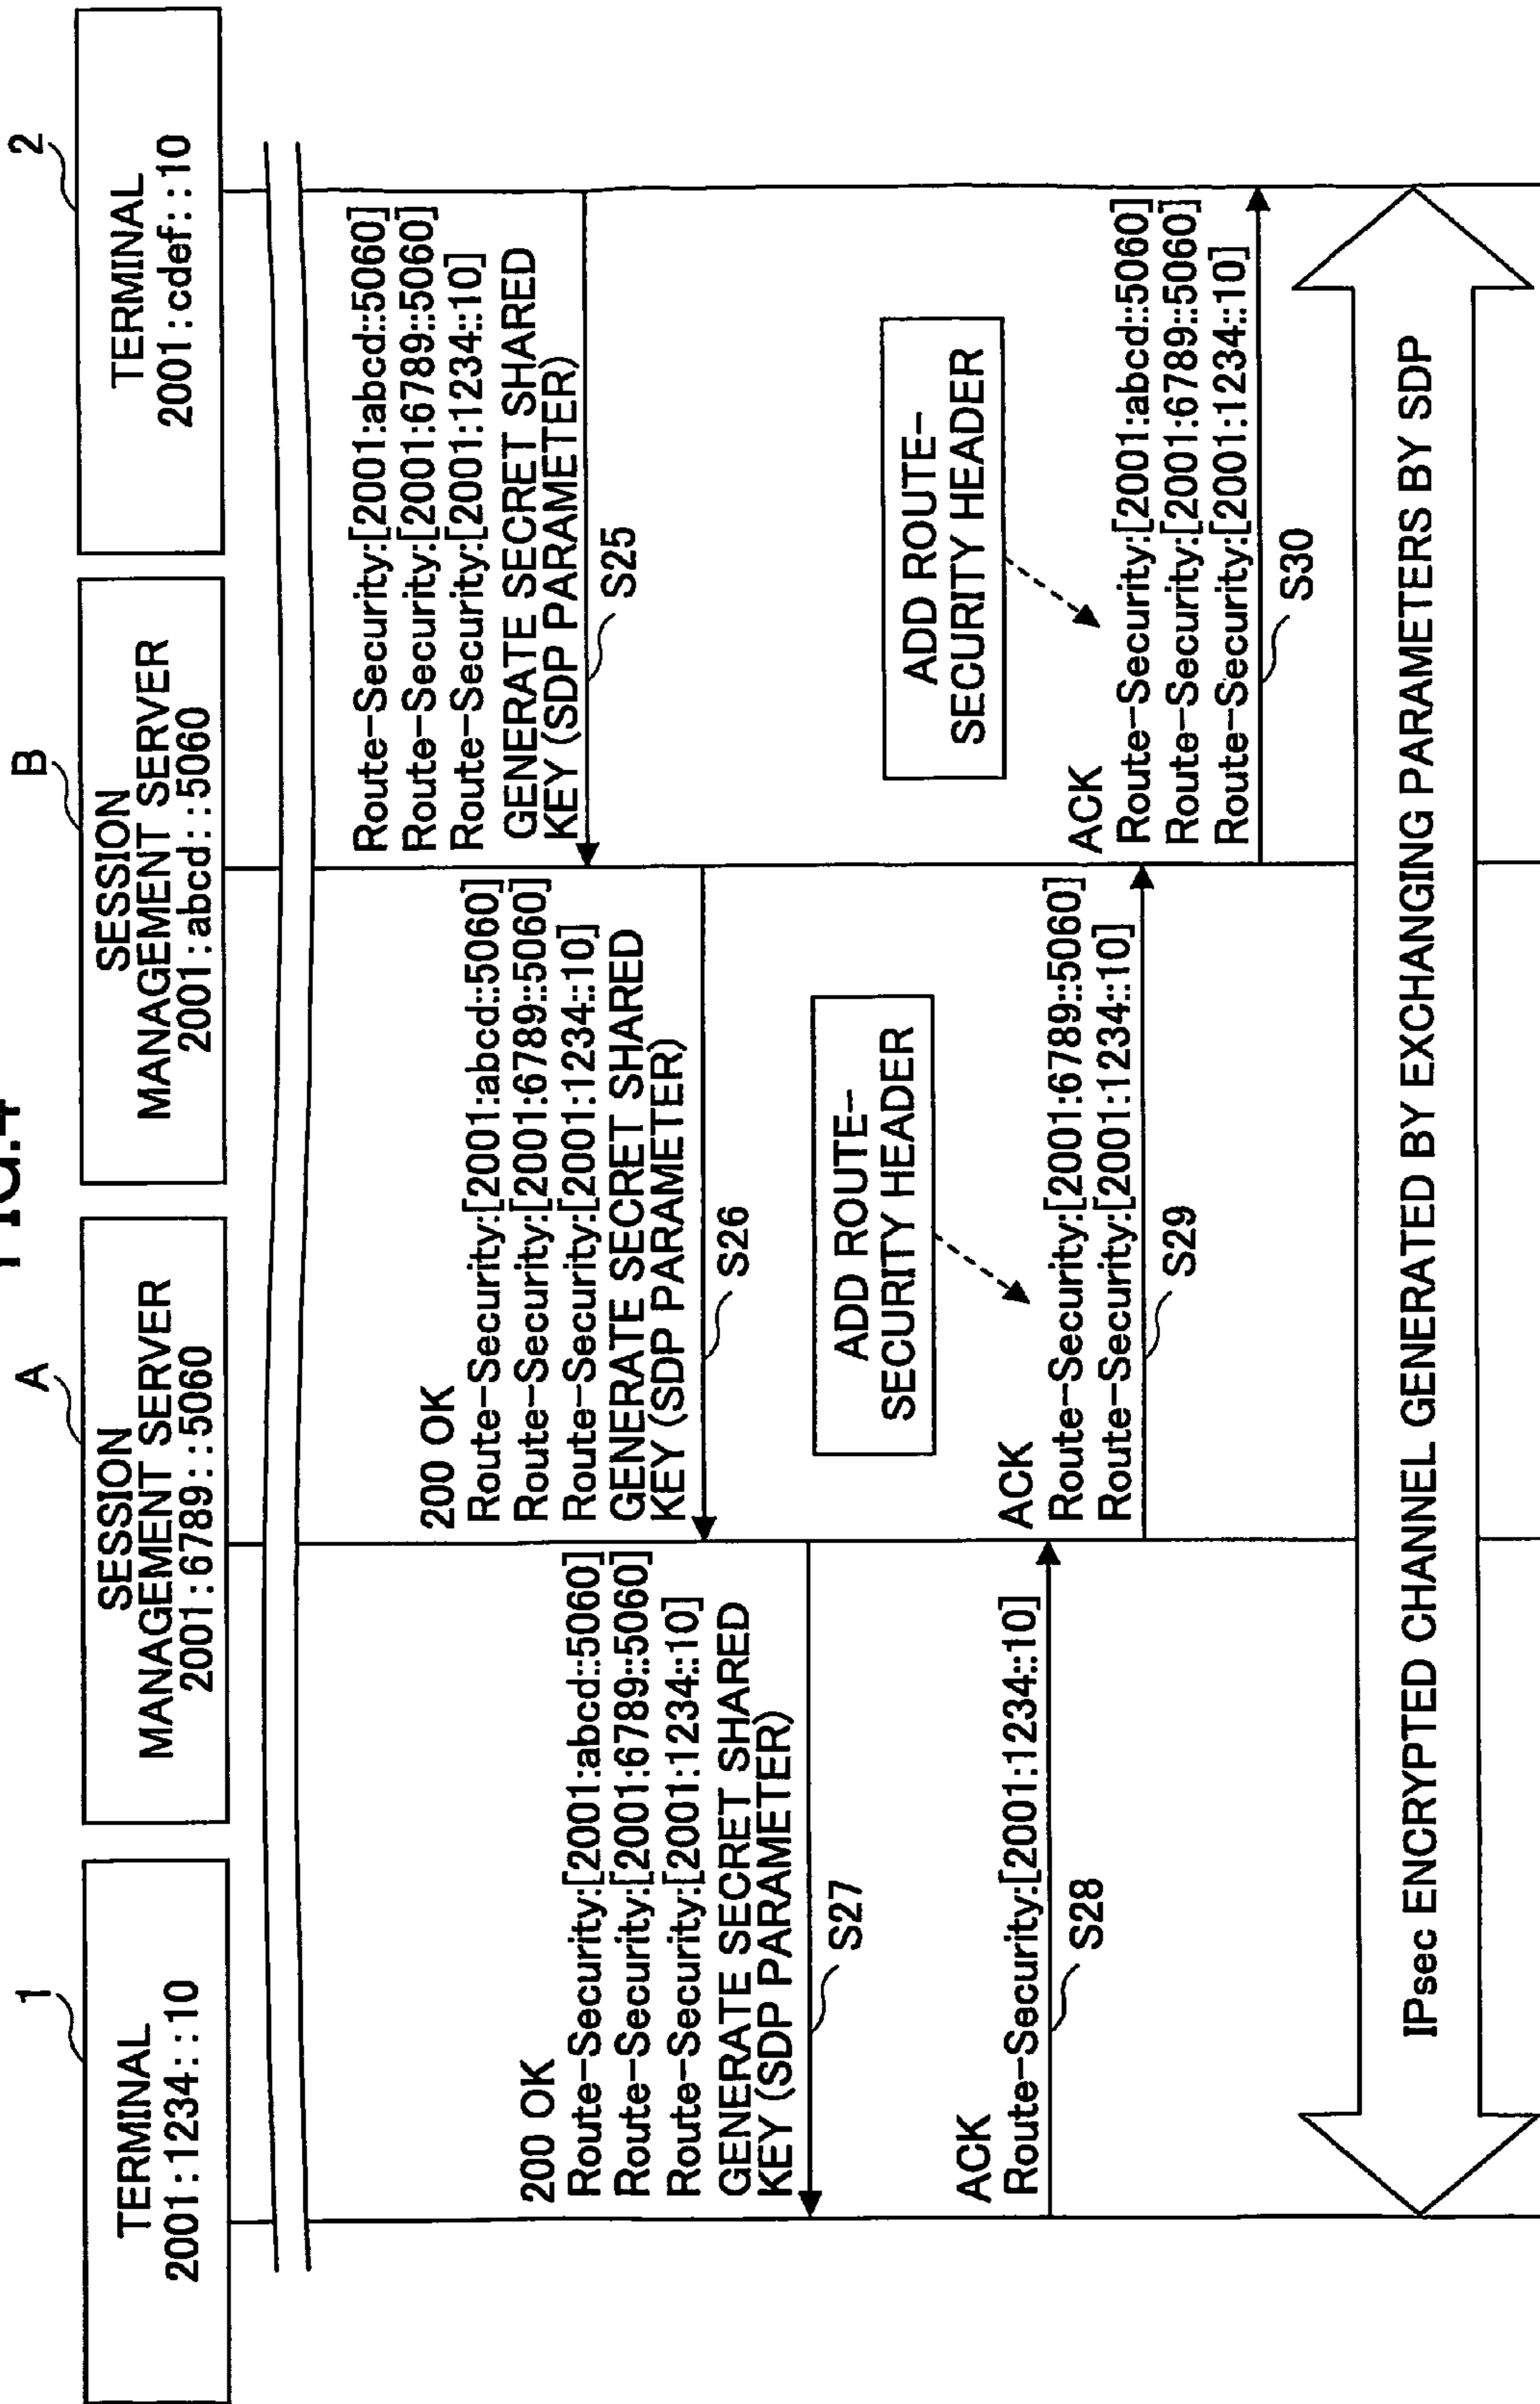 FIG.4
1
TERMINAL
2001:1234::10
A
SESSION
MANAGEMENT SERVER
2001:6789::5060
B
SESSION
MANAGEMENT SERVER
2001:abcd::5060
2
TERMINAL
2001:cdef::10
Route-Security:[2001:abcd::5060]
Route-Security:[2001:6789::5060]
Route-Security:[2001:1234::10]
GENERATE SECRET SHARED
KEY (SDP PARAMETER)
S25
200 OK
Route-Security:[2001:abcd::5060]
Route-Security:[2001:6789::5060]
Route-Security:[2001:1234::10]
GENERATE SECRET SHARED
KEY (SDP PARAMETER)
S26
200 OK
Route-Security:[2001:abcd::5060]
Route-Security:[2001:6789::5060]
Route-Security:[2001:1234::10]
GENERATE SECRET SHARED
KEY (SDP PARAMETER)
S27
ACK
Route-Security:[2001:1234::10]
S28
ADD ROUTE-
SECURITY HEADER
ACK
Route-Security:[2001:6789::5060]
Route-Security:[2001:1234::10]
S29
ADD ROUTE-
SECURITY HEADER
ACK
Route-Security:[2001:abcd::5060]
Route-Security:[2001:6789::5060]
Route-Security:[2001:1234::10]
S30
IPsec ENCRYPTED CHANNEL GENERATED BY EXCHANGING PARAMETERS BY SDP